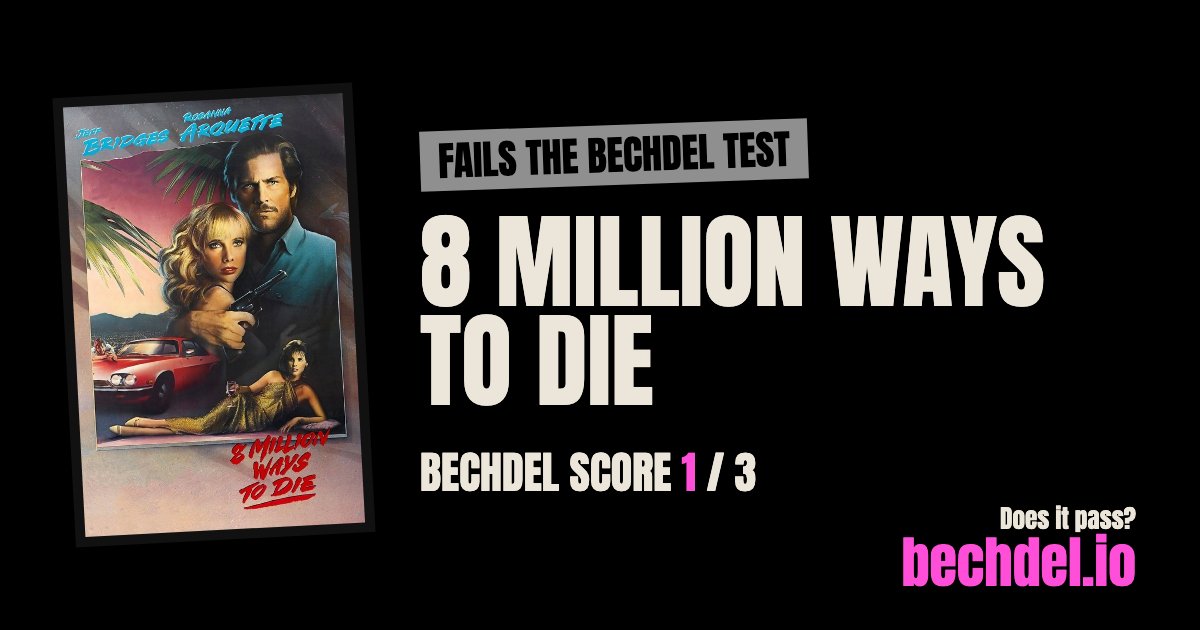 JEFF
BRIDGES
ROSANNA
ARQUETTE
8 MILLION
WAYS
TO DIE
FAILS THE BECHDEL TEST
8 MILLION WAYS
TO DIE
BECHDEL SCORE 1 / 3
Does it pass?
bechdel.io